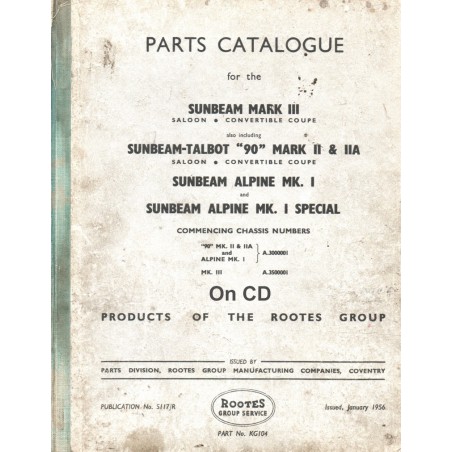 PARTS CATALOGUE
for the
SUNBEAM MARK III
SALOON ★ CONVERTIBLE COUPE
also including
SUNBEAM-TALBOT "90" MARK II & IIA
SALOON ★ CONVERTIBLE COUPE
SUNBEAM ALPINE MK. I
and
SUNBEAM ALPINE MK. I SPECIAL
COMMENCING CHASSIS NUMBERS
"90" MK. II & IIA
and
ALPINE MK. I
A.3000001
MK. III
A.3500001
On CD
PRODUCTS OF THE ROOTES GROUP
ISSUED BY
PARTS DIVISION, ROOTES GROUP MANUFACTURING COMPANIES, COVENTRY
PUBLICATION No. 5117/R
ROOTES
GROUP SERVICE
Issued, January 1956
PART No. KG104